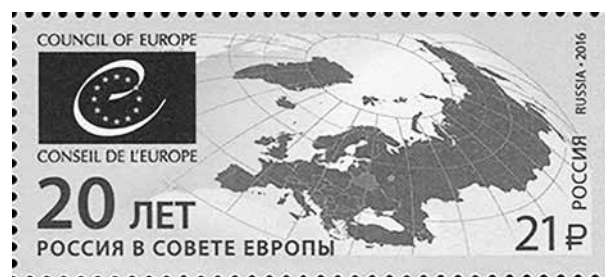 COUNCIL OF EUROPE
CONSEIL DE L'EUROPE
20 ЛЕТ
РОССИЯ В СОВЕТЕ ЕВРОПЫ
21 ₽
РОССИЯ
RUSSIA • 2016